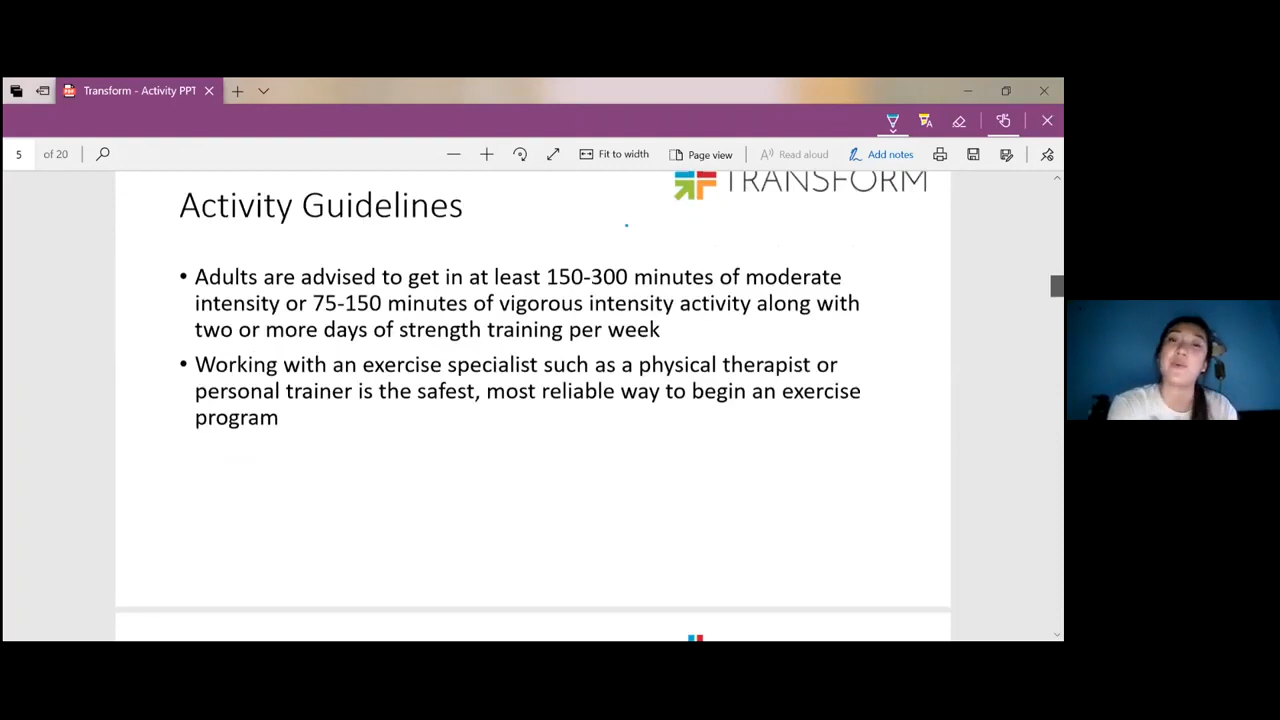 Transform - Activity PPT
5 of 20
Fit to width
Page view
Read aloud
Add notes
TRANSFORM
Activity Guidelines
• Adults are advised to get in at least 150-300 minutes of moderate
intensity or 75-150 minutes of vigorous intensity activity along with
two or more days of strength training per week
• Working with an exercise specialist such as a physical therapist or
personal trainer is the safest, most reliable way to begin an exercise
program